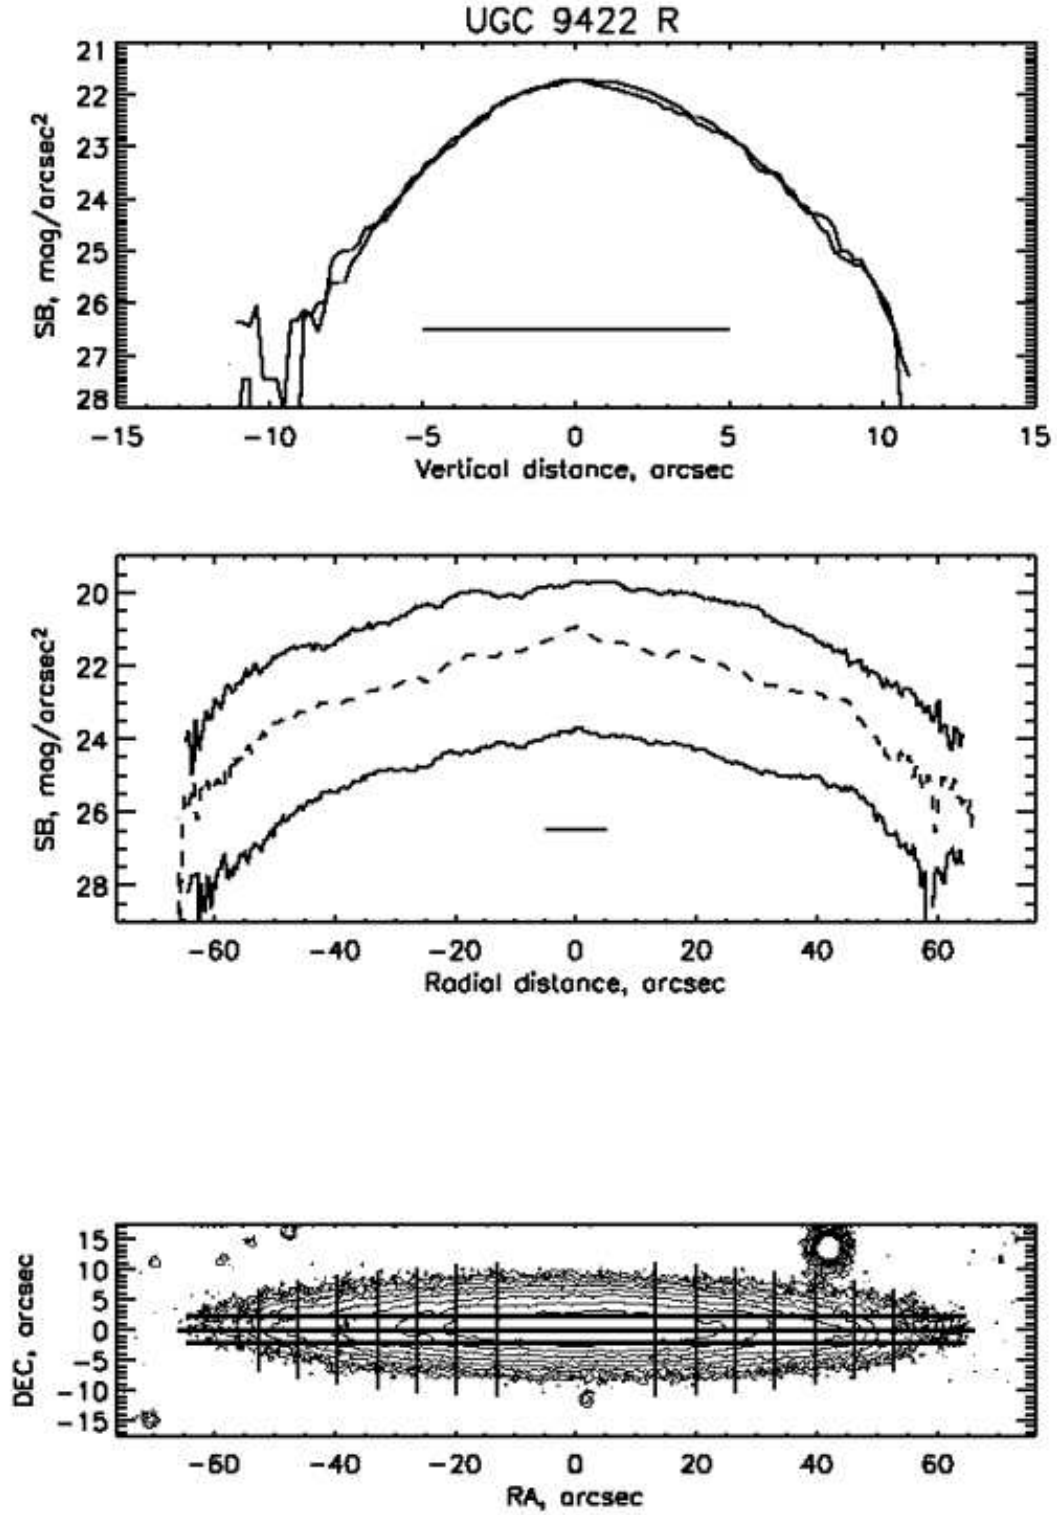 UGC 9422 R
21
22
23
24
25
26
27
28
SB, mag/arcsec²
-15 -10 -5 0 5 10 15
Vertical distance, arcsec
20
22
24
26
28
SB, mag/arcsec²
-60 -40 -20 0 20 40 60
Radial distance, arcsec
15
10
5
0
-5
-10
-15
DEC, arcsec
-60 -40 -20 0 20 40 60
RA, arcsec